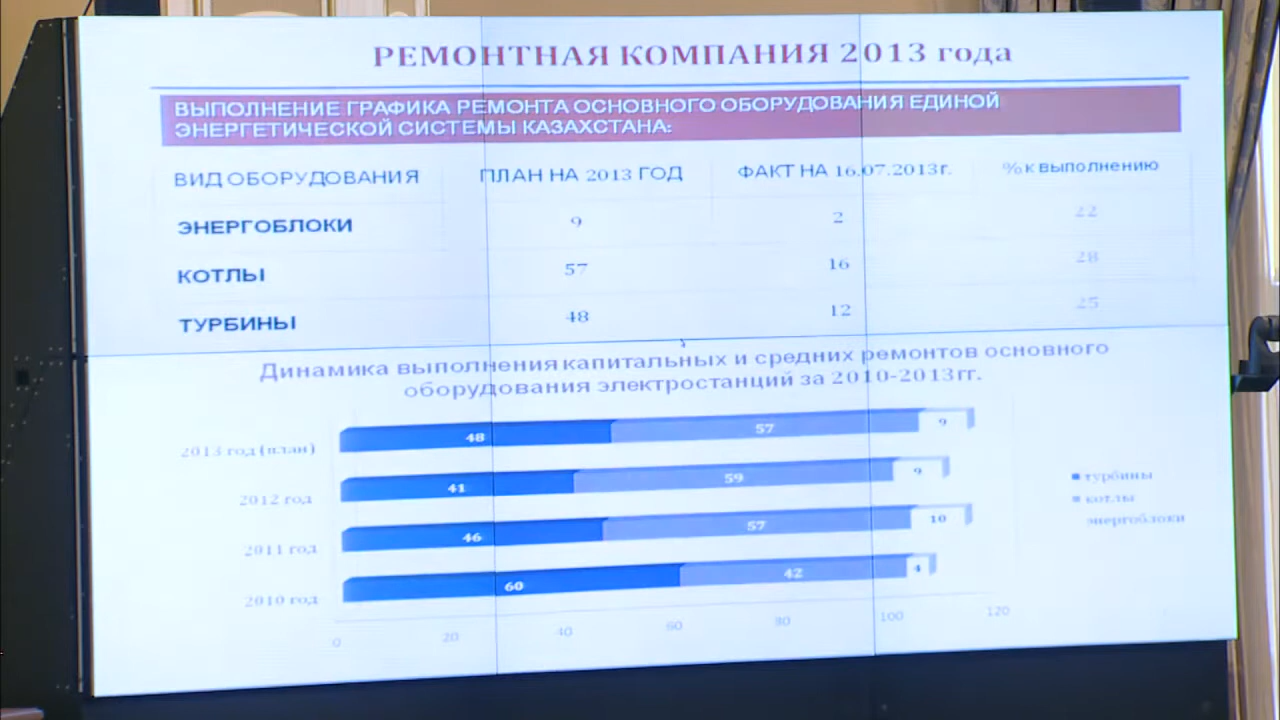 РЕМОНТНАЯ КОМПАНИЯ 2013 года
ВЫПОЛНЕНИЕ ГРАФИКА РЕМОНТА ОСНОВНОГО ОБОРУДОВАНИЯ ЕДИНОЙ
ЭНЕРГЕТИЧЕСКОЙ СИСТЕМЫ КАЗАХСТАНА:
ВИД ОБОРУДОВАНИЯ ПЛАН НА 2013 ГОД ФАКТ НА 16.07.2013г. % к выполнению
ЭНЕРГОБЛОКИ 9 2 22
КОТЛЫ 57 16 28
ТУРБИНЫ 48 12 25
Динамика выполнения капитальных и средних ремонтов основного
оборудования электростанций за 2010-2013гг.
2013 год (план) 48 57 9
2012 год 41 59 9
2011 год 46 57 10
2010 год 60 42 4
0 20 40 60 80 100 120
турбины
котлы
энергоблоки